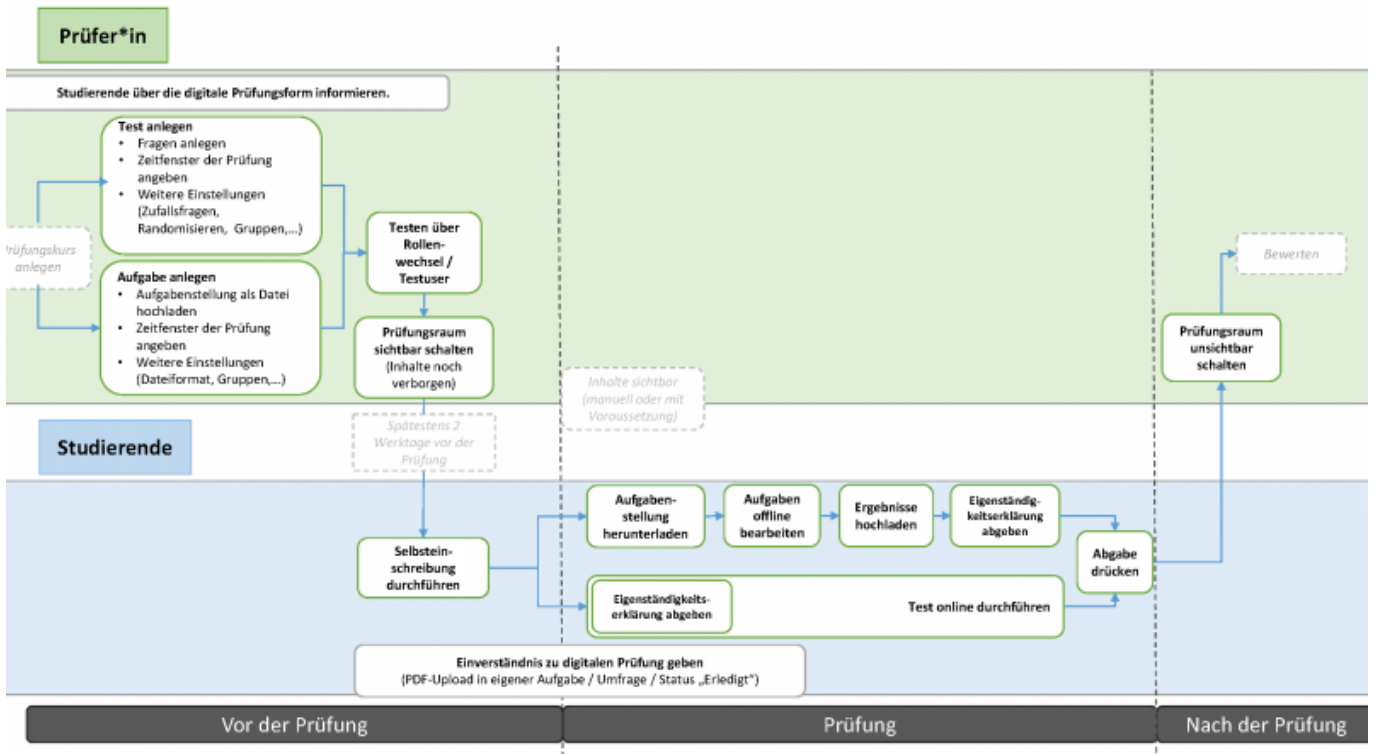 Prüfer*in
Studierende über die digitale Prüfungsform informieren.
Test anlegen
• Fragen anlegen
• Zeitfenster der Prüfung
angeben
• Weitere Einstellungen
(Zufallsfragen,
Randomisieren, Gruppen,...)
Prüfungskurs
anlegen
Aufgabe anlegen
• Aufgabenstellung als Datei
hochladen
• Zeitfenster der Prüfung
angeben
• Weitere Einstellungen
(Dateiformat, Gruppen,...)
Testen über
Rollen-
wechsel /
Testuser
Prüfungsraum
sichtbar schalten
(Inhalte noch
verborgen)
Inhalte sichtbar
(manuell oder mit
Voraussetzung)
Bewerten
Prüfungsraum
unsichtbar
schalten
Studierende
Spätestens 2
Werktage vor der
Prüfung
Selbstein-
schreibung
durchführen
Aufgaben-
stellung
herunterladen
Aufgaben
offline
bearbeiten
Ergebnisse
hochladen
Eigenständig-
keitserklärung
abgeben
Abgabe
drücken
Eigenständigkeits-
erklärung abgeben
Test online durchführen
Einverständnis zu digitalen Prüfung geben
(PDF-Upload in eigener Aufgabe / Umfrage / Status „Erledigt“)
Vor der Prüfung
Prüfung
Nach der Prüfung